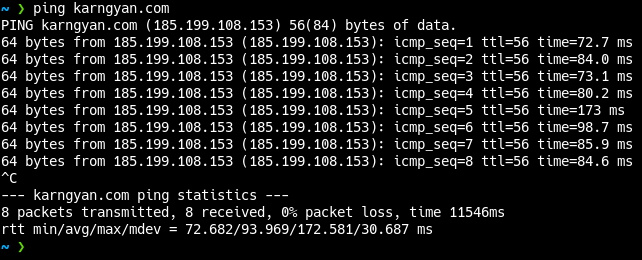 ~ ❯ ping karngyan.com
PING karngyan.com (185.199.108.153) 56(84) bytes of data.
64 bytes from 185.199.108.153 (185.199.108.153): icmp_seq=1 ttl=56 time=72.7 ms
64 bytes from 185.199.108.153 (185.199.108.153): icmp_seq=2 ttl=56 time=84.0 ms
64 bytes from 185.199.108.153 (185.199.108.153): icmp_seq=3 ttl=56 time=73.1 ms
64 bytes from 185.199.108.153 (185.199.108.153): icmp_seq=4 ttl=56 time=80.2 ms
64 bytes from 185.199.108.153 (185.199.108.153): icmp_seq=5 ttl=56 time=173 ms
64 bytes from 185.199.108.153 (185.199.108.153): icmp_seq=6 ttl=56 time=98.7 ms
64 bytes from 185.199.108.153 (185.199.108.153): icmp_seq=7 ttl=56 time=85.9 ms
64 bytes from 185.199.108.153 (185.199.108.153): icmp_seq=8 ttl=56 time=84.6 ms
^C
--- karngyan.com ping statistics ---
8 packets transmitted, 8 received, 0% packet loss, time 11546ms
rtt min/avg/max/mdev = 72.682/93.969/172.581/30.687 ms
~ ❯